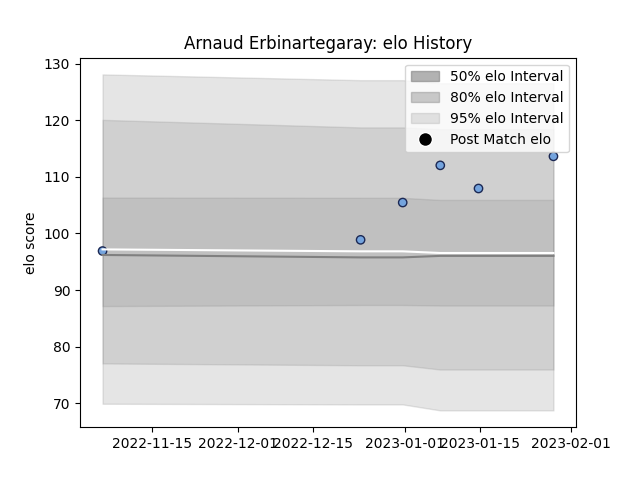 Arnaud Erbinartegaray: elo History
130
120
110
100
90
80
70
elo score
50% elo Interval
80% elo Interval
95% elo Interval
Post Match elo
2022-11-15
2022-12-01
2022-12-15
2023-01-01
2023-01-15
2023-02-01